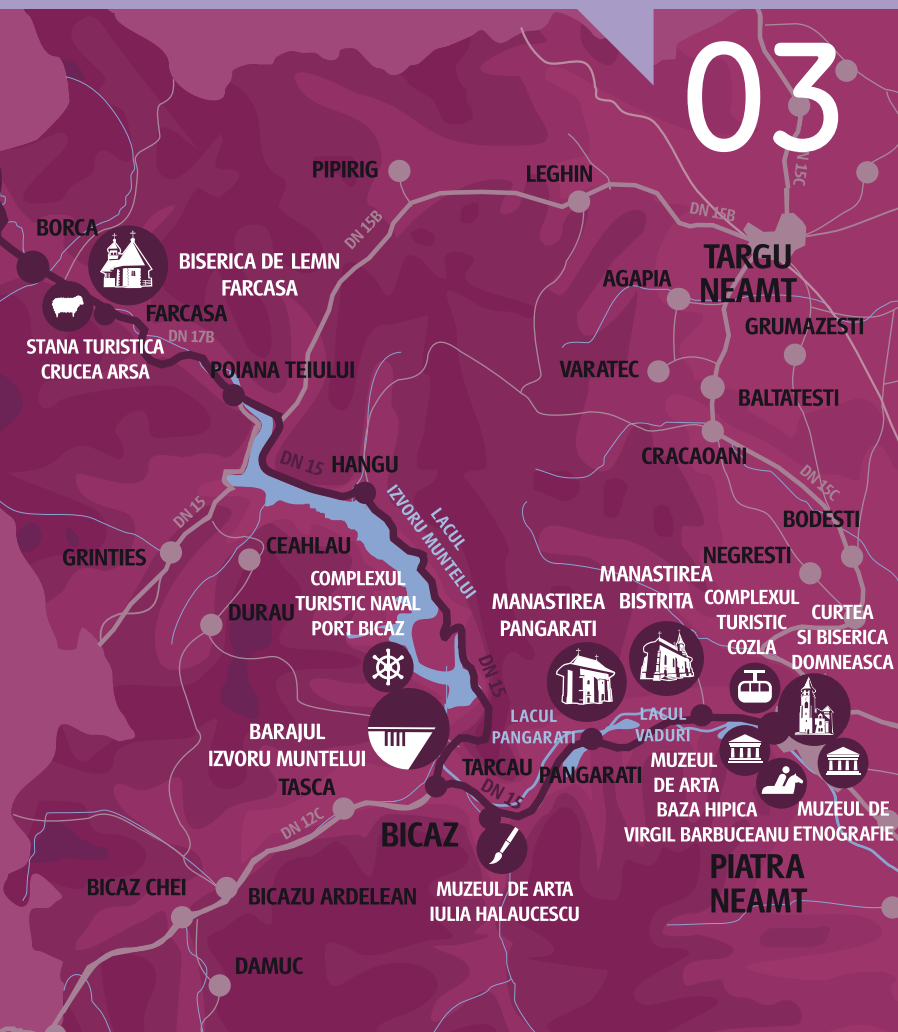 03
PIPIRIG
LEGHIN
DN 15C
DN 15B
DN 15B
BORCA
BISERICA DE LEMN
FARCASA
TARGU
NEAMT
AGAPIA
FARCASA
GRUMAZESTI
DN 17B
STANA TURISTICA
CRUCEA ARSA
POIANA TEIULUI
VARATEC
BALTATESTI
CRACAOANI
DN 15
HANGU
DN 15C
LACUL
IZVORU MUNTELUI
DN 15
BODESTI
GRINTIES
CEAHLAU
NEGRESTI
COMPLEXUL
TURISTIC NAVAL
PORT BICAZ
DURAU
MANASTIREA
PANGARATI
MANASTIREA
BISTRITA
COMPLEXUL
TURISTIC
COZLA
CURTEA
SI BISERICA
DOMNEASCA
DN 15
LACUL
PANGARATI
LACUL
VADURI
BARAJUL
IZVORU MUNTELUI
TASCA
TARCAU
PANGARATI
DN 15
MUZEUL
DE ARTA
BAZA HIPICA
VIRGIL BARBUCEANU
MUZEUL DE
ETNOGRAFIE
DN 12C
BICAZ
PIATRA
NEAMT
BICAZ CHEI
BICAZU ARDELEAN
MUZEUL DE ARTA
IULIA HALAUCESCU
DAMUC